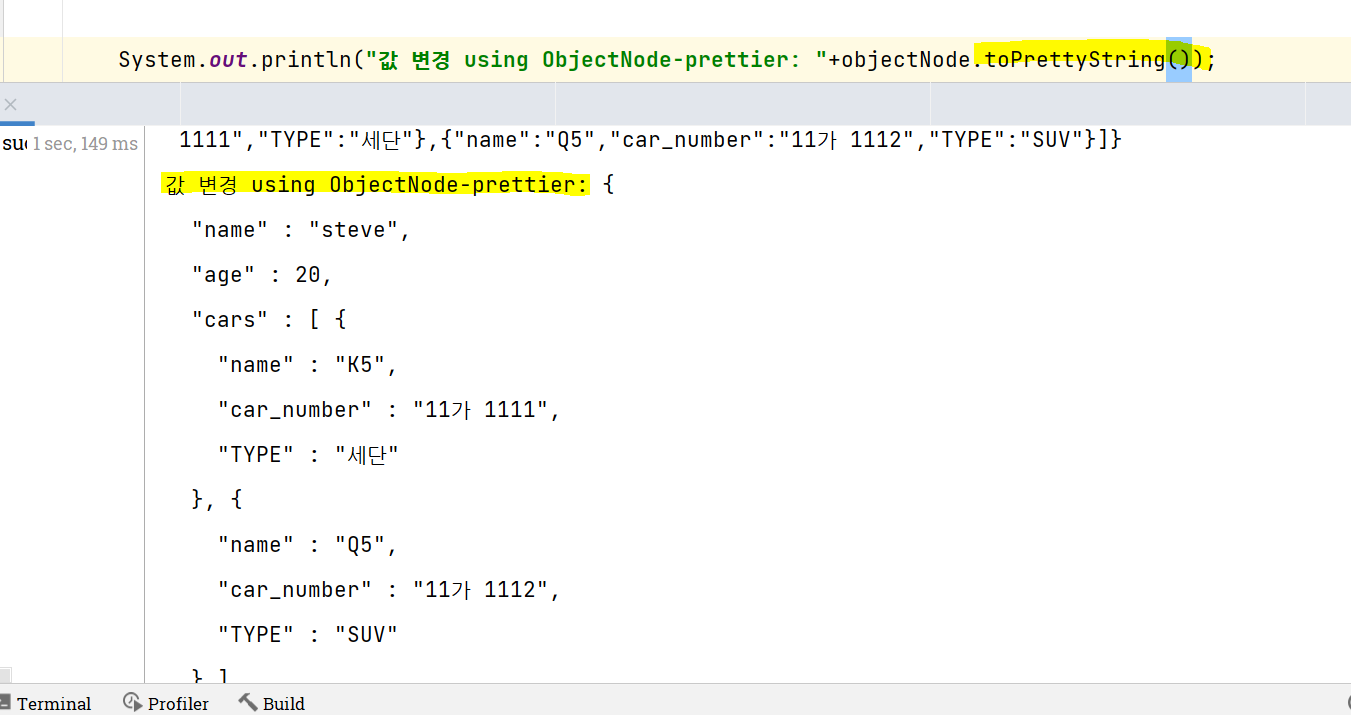 System.out.println("값 변경 using ObjectNode-prettier: "+objectNode.toPrettyString());
1 sec, 149 ms
1111","TYPE":"세단"},{"name":"Q5","car_number":"11가 1112","TYPE":"SUV"}]}
값 변경 using ObjectNode-prettier: {
"name" : "steve",
"age" : 20,
"cars" : [ {
"name" : "K5",
"car_number" : "11가 1111",
"TYPE" : "세단"
}, {
"name" : "Q5",
"car_number" : "11가 1112",
"TYPE" : "SUV"
} ]
Terminal
Profiler
Build